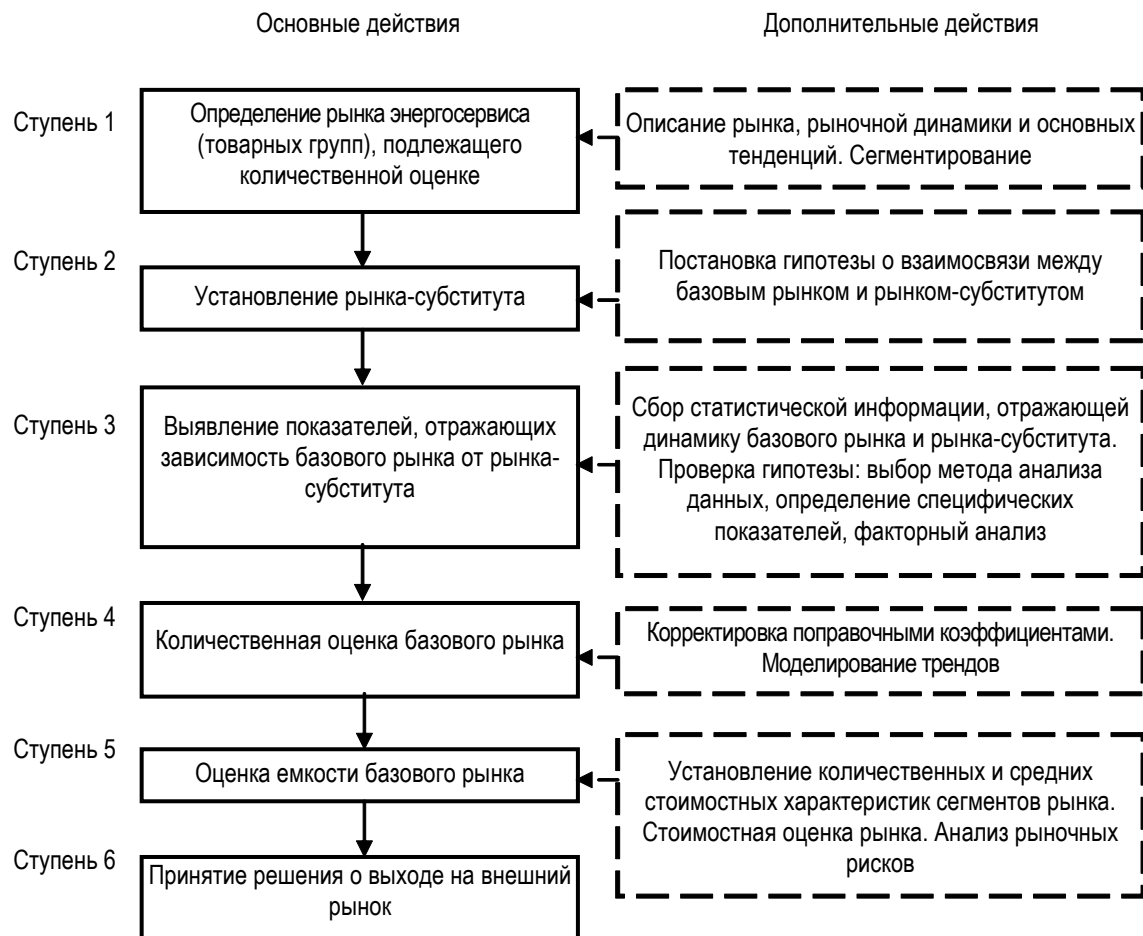 Основные действия
Дополнительные действия
Ступень 1
Определение рынка энергосервиса
(товарных групп), подлежащего
количественной оценке
Описание рынка, рыночной динамики и основных
тенденций. Сегментирование
Ступень 2
Установление рынка-субститута
Постановка гипотезы о взаимосвязи между
базовым рынком и рынком-субститутом
Ступень 3
Выявление показателей, отражающих
зависимость базового рынка от рынка-
субститута
Сбор статистической информации, отражающей
динамику базового рынка и рынка-субститута.
Проверка гипотезы: выбор метода анализа
данных, определение специфических
показателей, факторный анализ
Ступень 4
Количественная оценка базового рынка
Корректировка поправочными коэффициентами.
Моделирование трендов
Ступень 5
Оценка емкости базового рынка
Установление количественных и средних
стоимостных характеристик сегментов рынка.
Стоимостная оценка рынка. Анализ рыночных
рисков
Ступень 6
Принятие решения о выходе на внешний
рынок